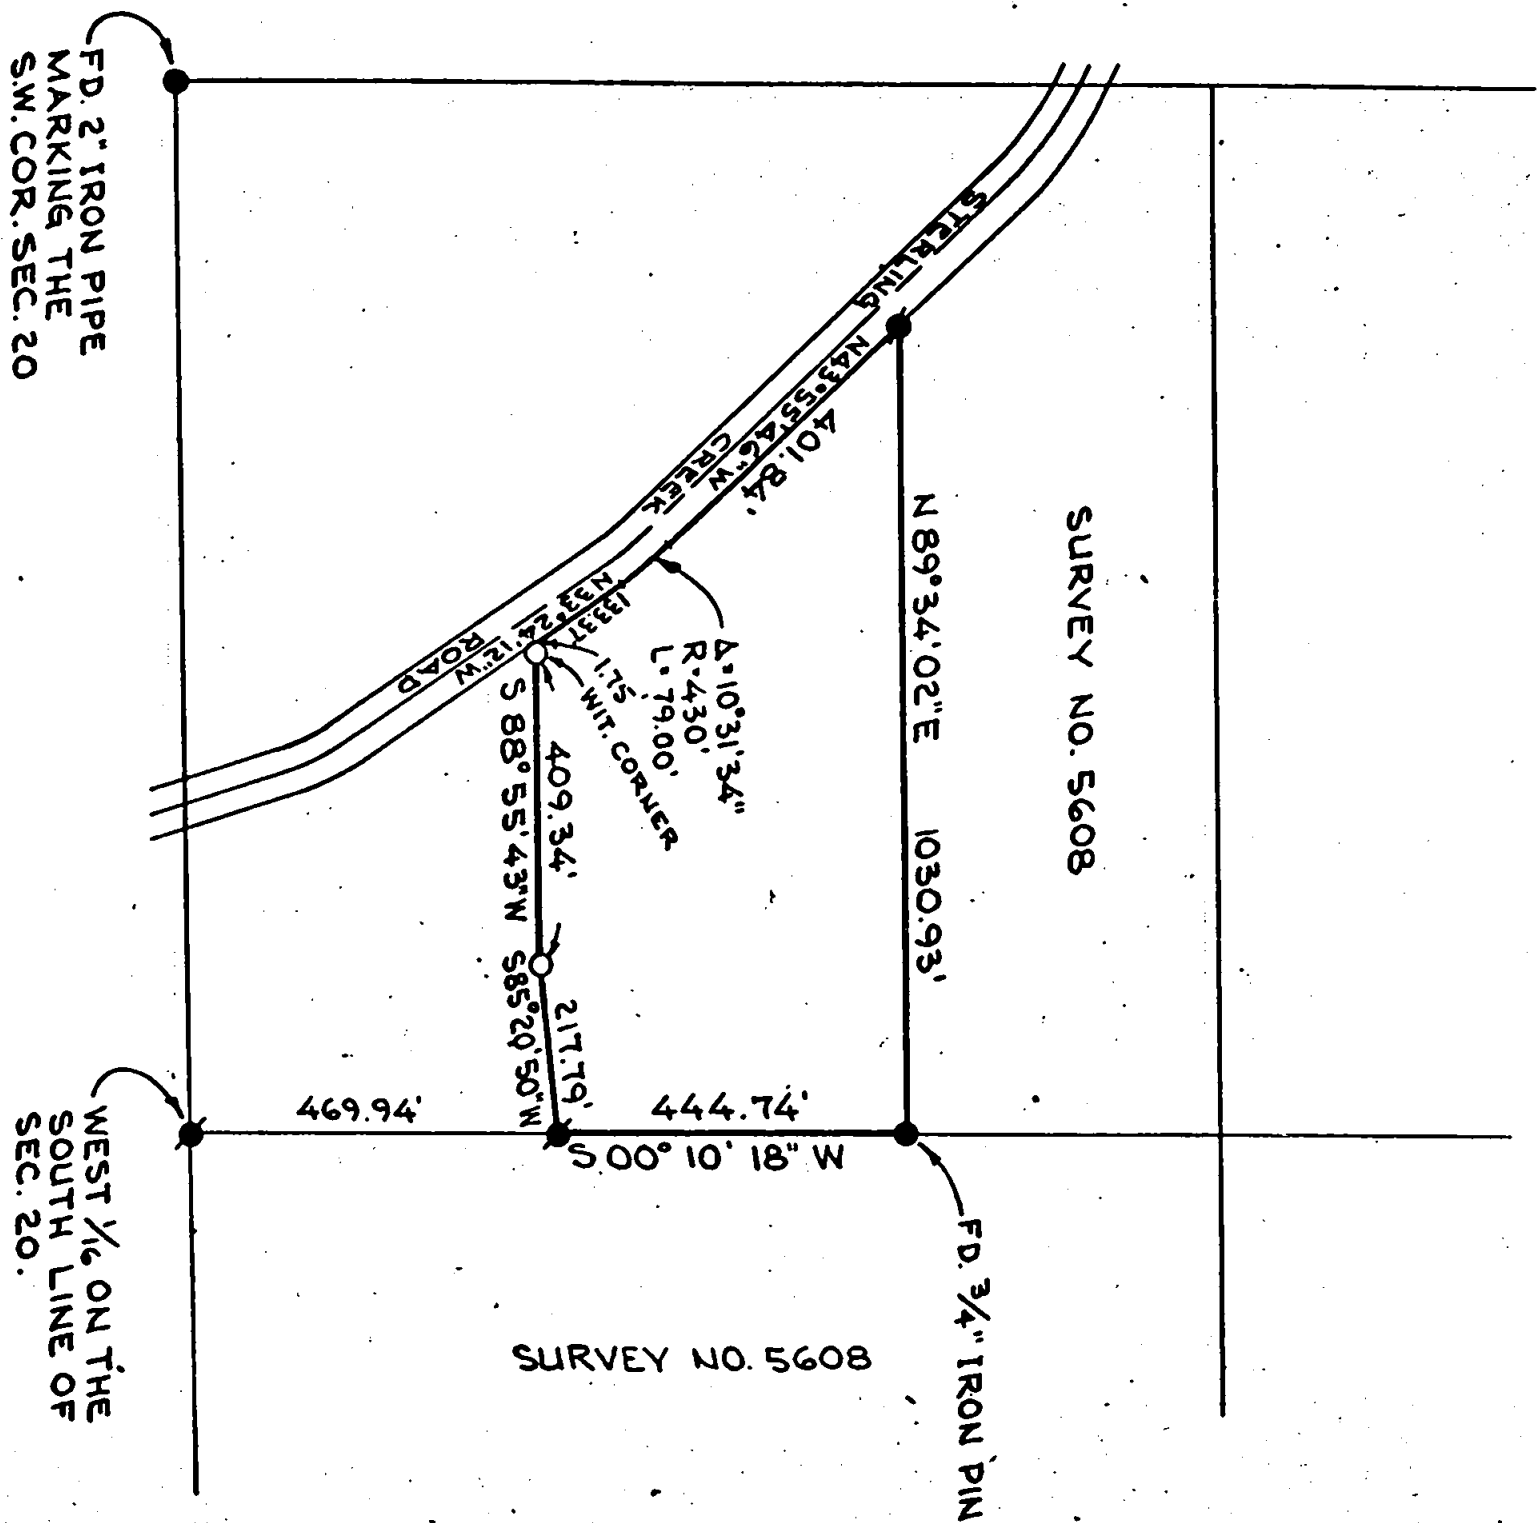 FD. 2" IRON PIPE
MARKING THE
S.W. COR. SEC. 20
STERLING
CREEK
ROAD
N43°55'46"W
401.84'
N 89°34'02"E 1030.93'
SURVEY NO. 5608
Δ=10°31'34"
R=430'
L=79.00'
N33°24'12"W
133.37'
1.75'
WIT. CORNER
409.34'
S 88°55'43"W
217.79'
S85°20'50"W
469.94'
444.74'
S 00°10'18" W
FD. 3/4" IRON PIN
WEST 1/16 ON THE
SOUTH LINE OF
SEC. 20.
SURVEY NO. 5608